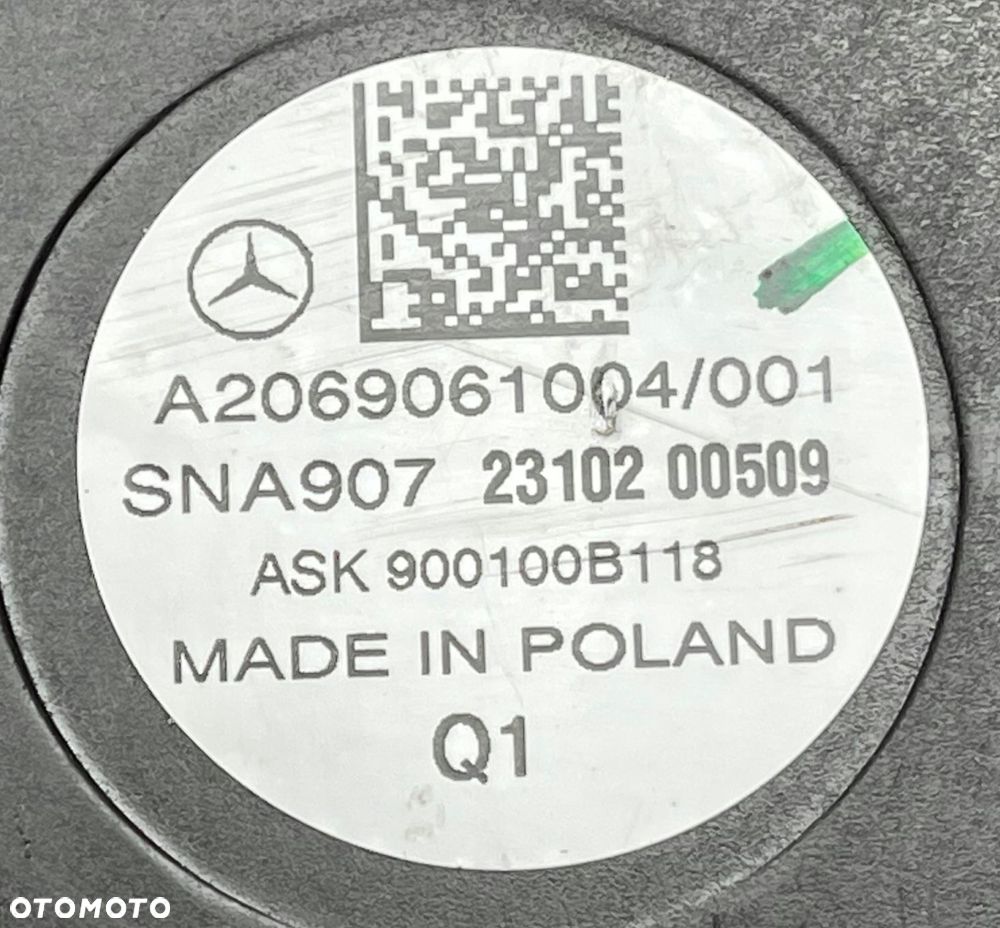 A2069061004/001
SNA907 23102 00509
ASK 900100B118
MADE IN POLAND
Q1
OTOMOTO